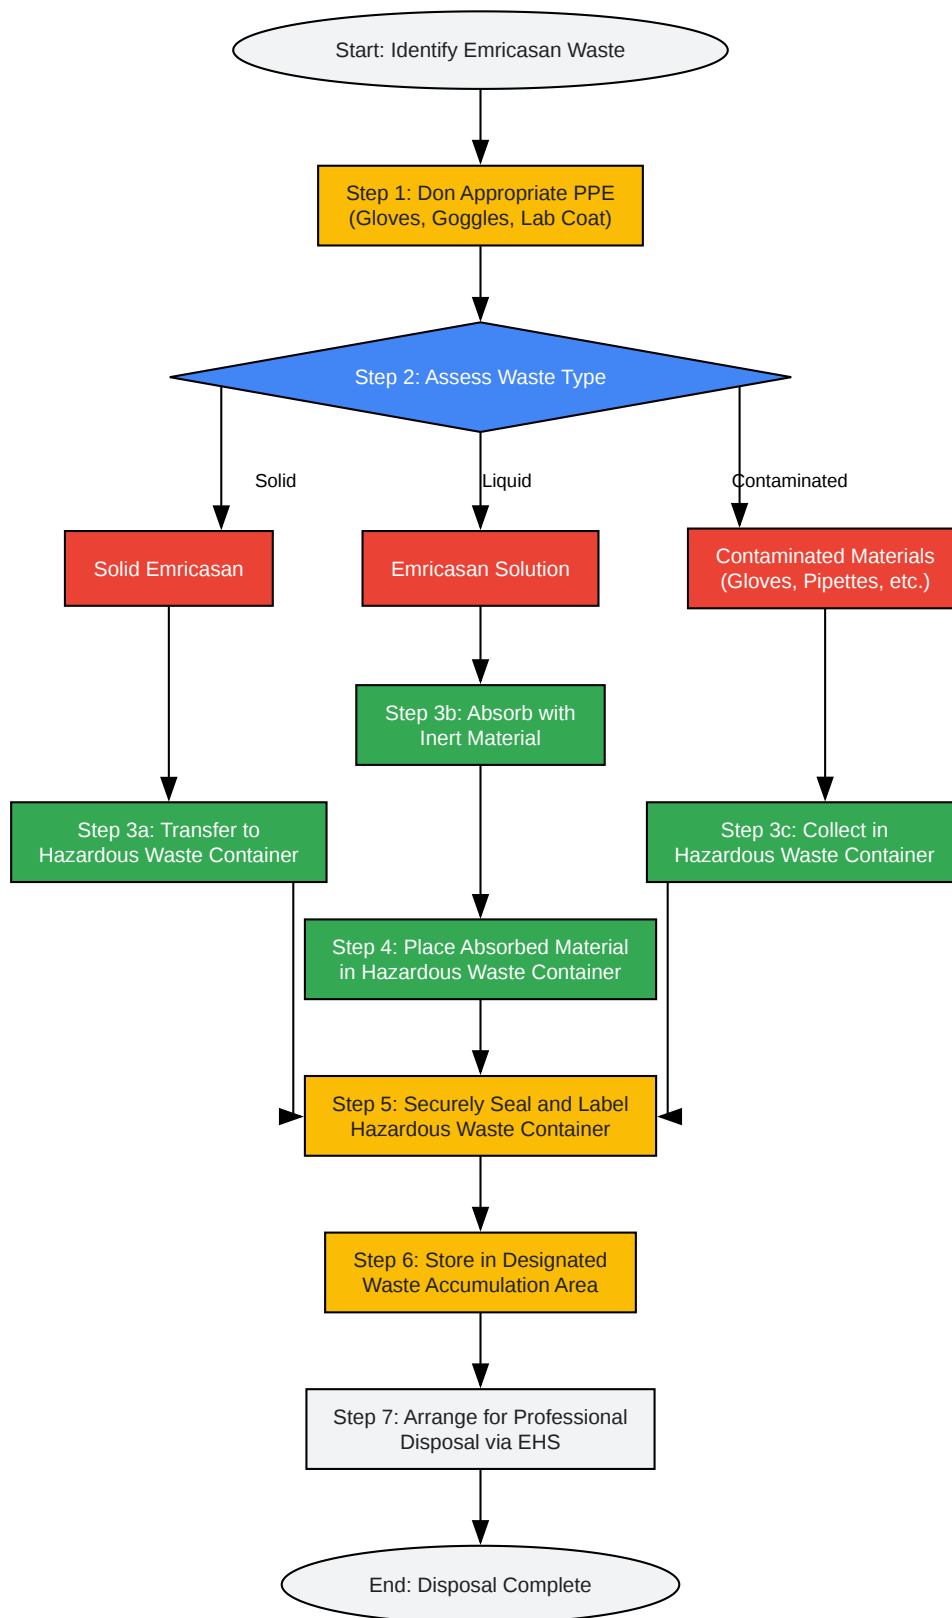 Start: Identify Emricasan Waste
Step 1: Don Appropriate PPE
(Gloves, Goggles, Lab Coat)
Step 2: Assess Waste Type
Solid
Liquid
Contaminated
Solid Emricasan
Emricasan Solution
Contaminated Materials
(Gloves, Pipettes, etc.)
Step 3b: Absorb with
Inert Material
Step 3a: Transfer to
Hazardous Waste Container
Step 3c: Collect in
Hazardous Waste Container
Step 4: Place Absorbed Material
in Hazardous Waste Container
Step 5: Securely Seal and Label
Hazardous Waste Container
Step 6: Store in Designated
Waste Accumulation Area
Step 7: Arrange for Professional
Disposal via EHS
End: Disposal Complete